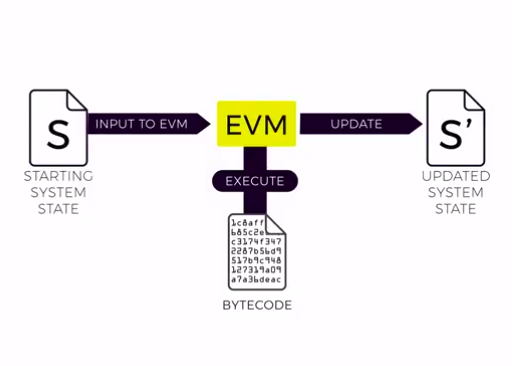 S
INPUT TO EVM
EVM
UPDATE
S’
STARTING
SYSTEM
STATE
EXECUTE
UPDATED
SYSTEM
STATE
1c8aff
b85c2e
c3174f347
2287b56d9
517b9c948
127319a09
a7a36deac
BYTECODE